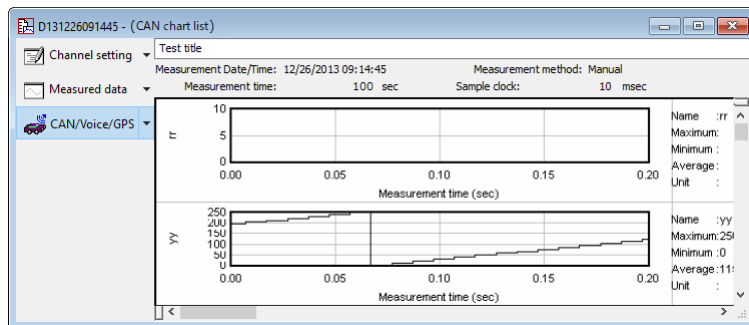 D131226091445 - (CAN chart list)
Channel setting
Measured data
CAN/Voice/GPS
Test title
Measurement Date/Time: 12/26/2013 09:14:45 Measurement method: Manual
Measurement time: 100 sec Sample clock: 10 msec
rr
10
5
0
0.00 0.05 0.10 0.15 0.20
Measurement time (sec)
Name :rr
Maximum:
Minimum :
Average :
Unit :
yy
250
200
150
100
50
0
0.00 0.05 0.10 0.15 0.20
Measurement time (sec)
Name :yy
Maximum:250
Minimum :0
Average :11
Unit :